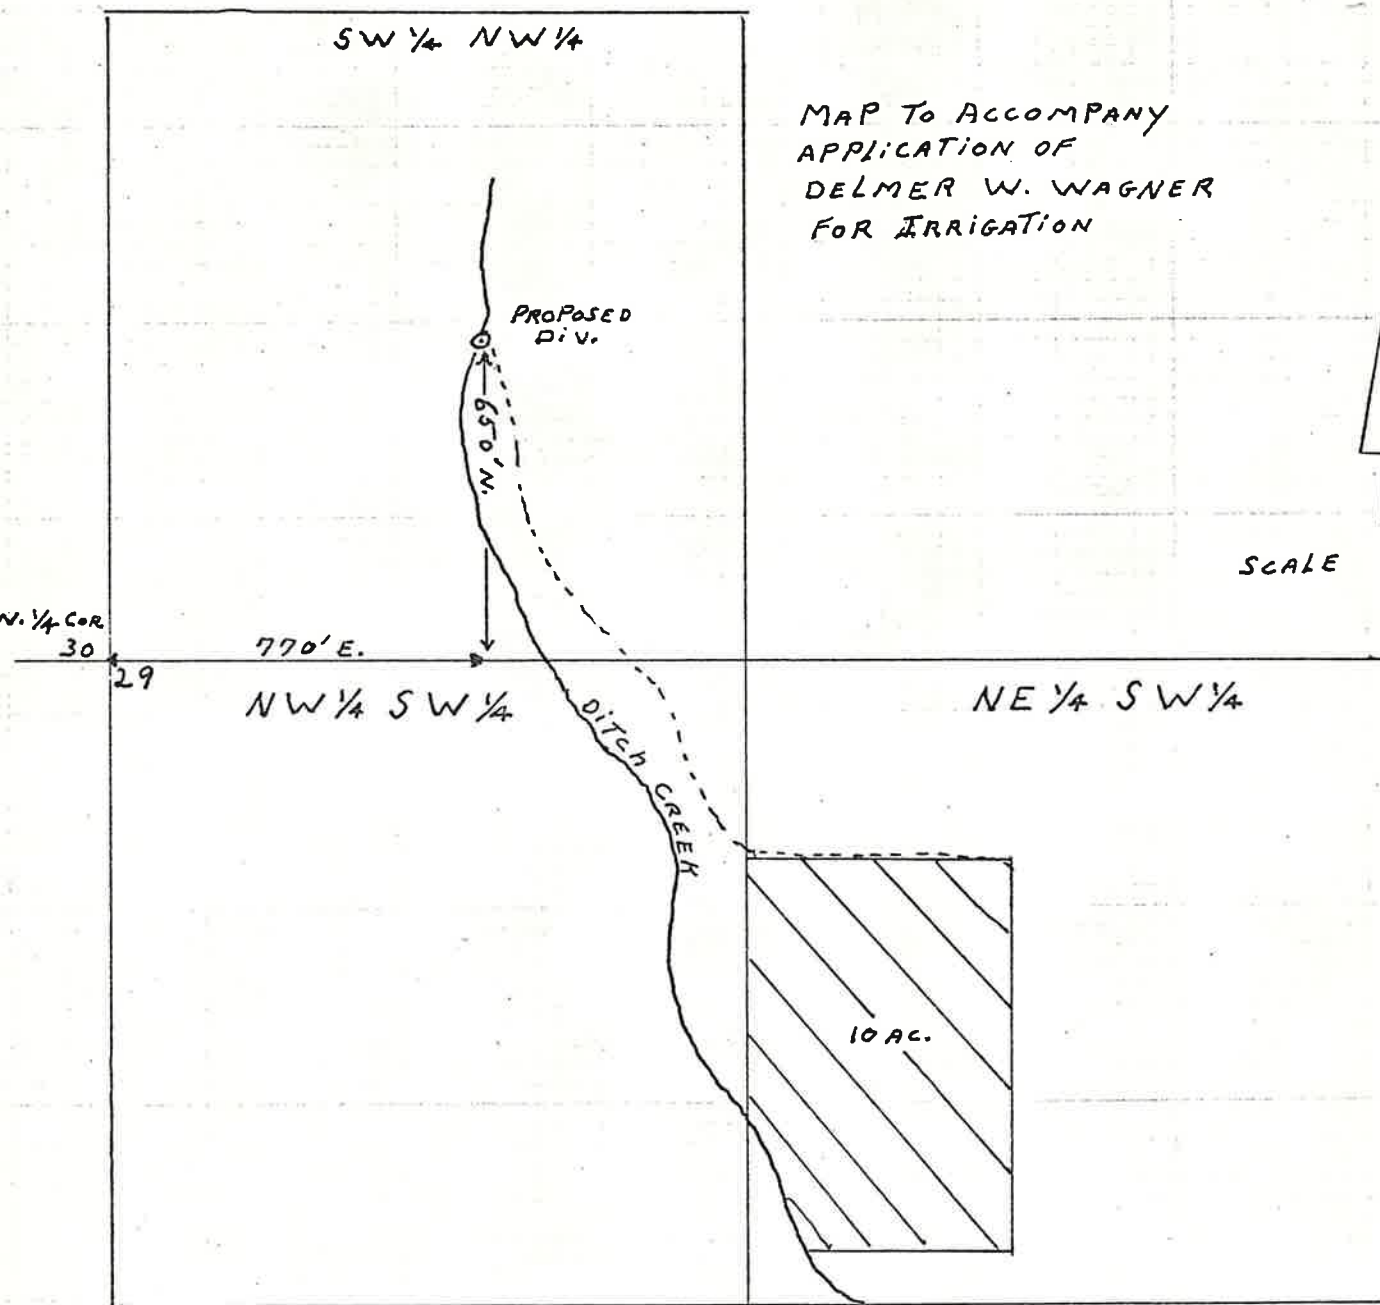 SW 1/4 NW 1/4
MAP TO ACCOMPANY
APPLICATION OF
DELMER W. WAGNER
FOR IRRIGATION
PROPOSED
DIV.
650' N.
SCALE
1/4 COR
30
770' E.
29
NW 1/4 SW 1/4
NE 1/4 SW 1/4
DITCH CREEK
10 AC.